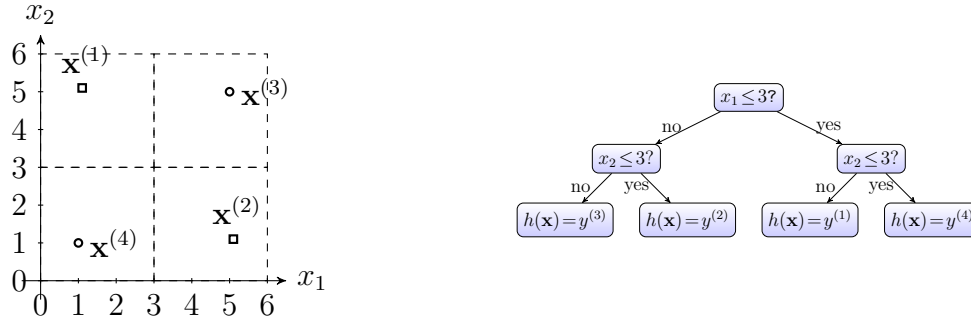 x₂
6
5
4
3
2
1
0
0 1 2 3 4 5 6
x₁
𝐱⁽¹⁾
𝐱⁽³⁾
𝐱⁽²⁾
𝐱⁽⁴⁾
x₁ ≤ 3?
no yes
x₂ ≤ 3? x₂ ≤ 3?
no yes no yes
h(𝐱) = y⁽³⁾ h(𝐱) = y⁽²⁾ h(𝐱) = y⁽¹⁾ h(𝐱) = y⁽⁴⁾